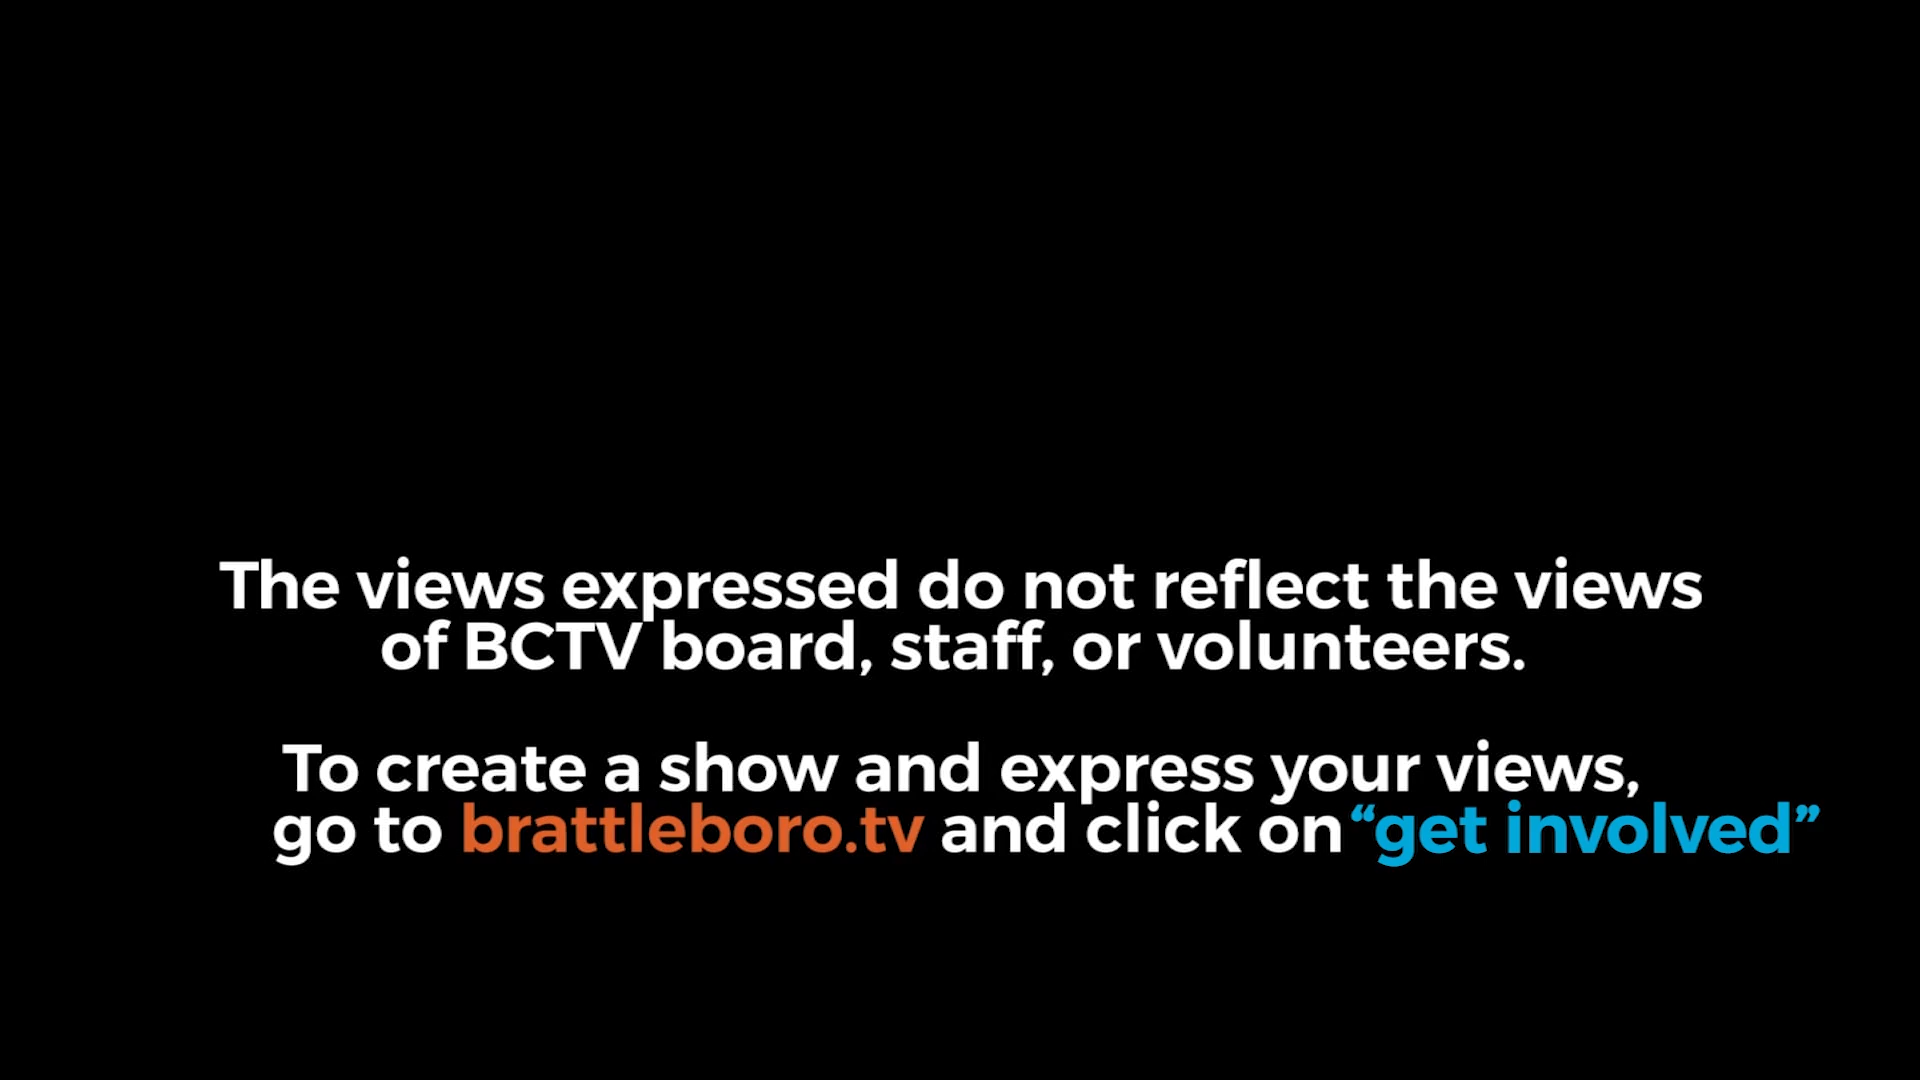 The views expressed do not reflect the views
of BCTV board, staff, or volunteers.
To create a show and express your views,
go to brattleboro.tv and click on “get involved”